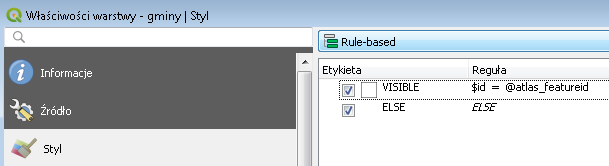 Właściwości warstwy - gminy | Styl
Informacje
Źródło
Styl
Rule-based
Etykieta Reguła
VISIBLE $id = @atlas_featureid
ELSE ELSE